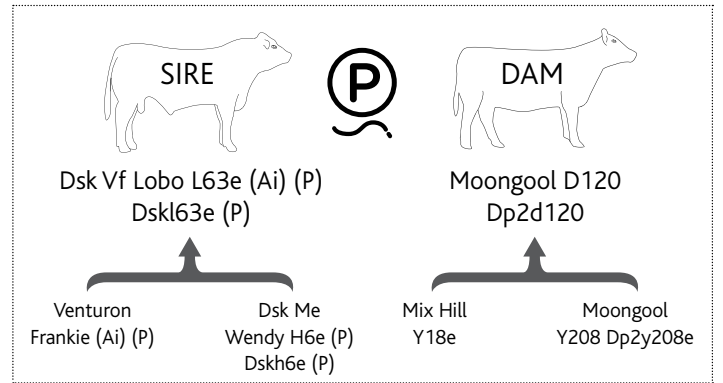 SIRE
P
DAM
Dsk Vf Lobo L63e (Ai) (P)
Dskl63e (P)
Moongool D120
Dp2d120
Venturon
Frankie (Ai) (P)
Dsk Me
Wendy H6e (P)
Dskh6e (P)
Mix Hill
Y18e
Moongool
Y208 Dp2y208e